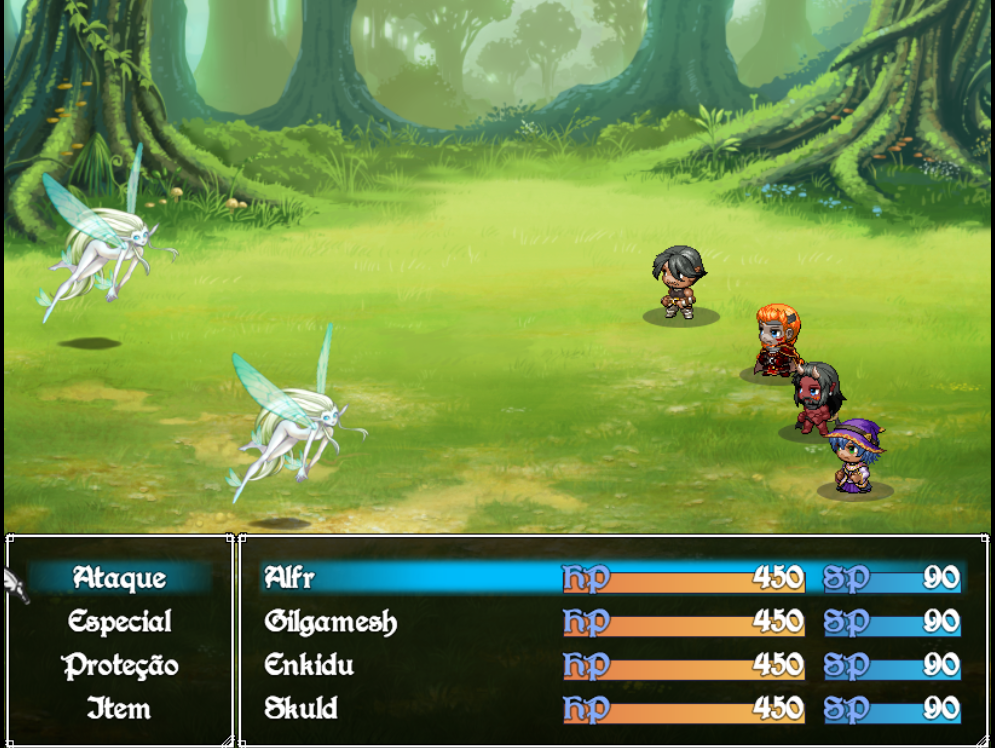 Ataque
Especial
Proteção
Item
Alfr HP 450 SP 90
Gilgamesh HP 450 SP 90
Enkidu HP 450 SP 90
Skuld HP 450 SP 90